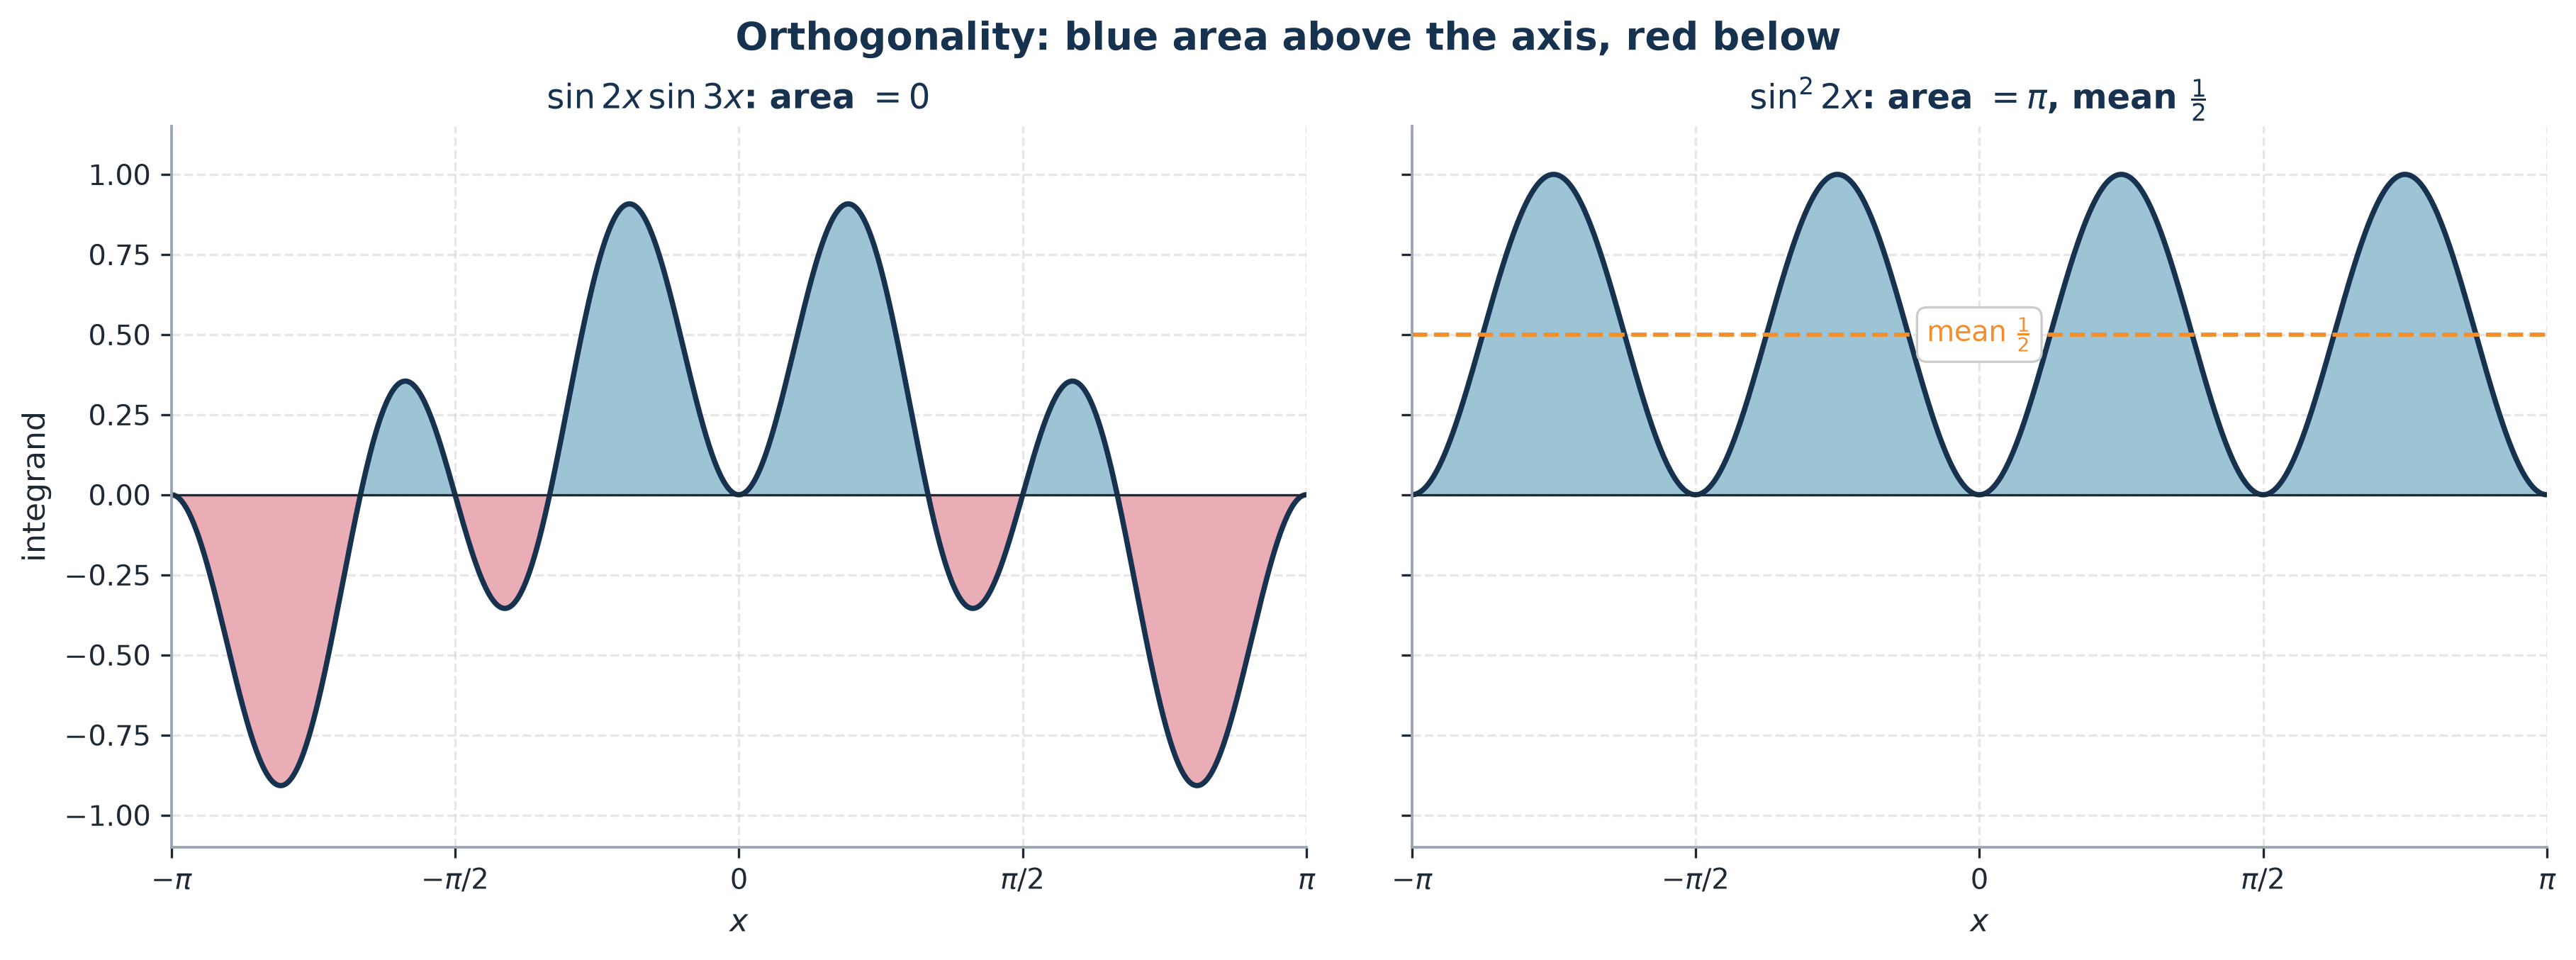 Orthogonality: blue area above the axis, red below
sin 2x sin 3x: area = 0
sin² 2x: area = π, mean 1/2
integrand
1.00
0.75
0.50
0.25
0.00
−0.25
−0.50
−0.75
−1.00
−π
−π/2
0
π/2
π
x
mean 1/2
−π
−π/2
0
π/2
π
x